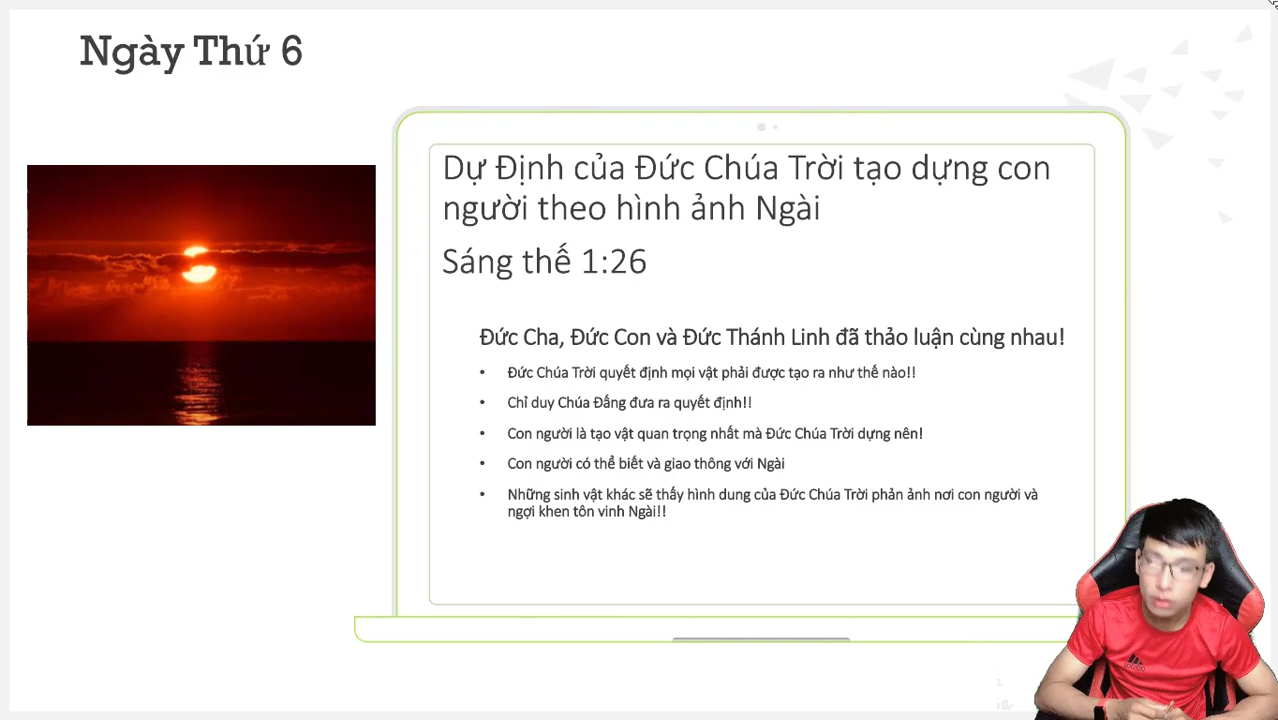 Ngày Thứ 6
Dự Định của Đức Chúa Trời tạo dựng con
người theo hình ảnh Ngài
Sáng thế 1:26
Đức Cha, Đức Con và Đức Thánh Linh đã thảo luận cùng nhau!
• Đức Chúa Trời quyết định mọi vật phải được tạo ra như thế nào!!
• Chỉ duy Chúa Đấng đưa ra quyết định!!
• Con người là tạo vật quan trọng nhất mà Đức Chúa Trời dựng nên!
• Con người có thể biết và giao thông với Ngài
• Những sinh vật khác sẽ thấy hình dung của Đức Chúa Trời phản ảnh nơi con người và
ngợi khen tôn vinh Ngài!!